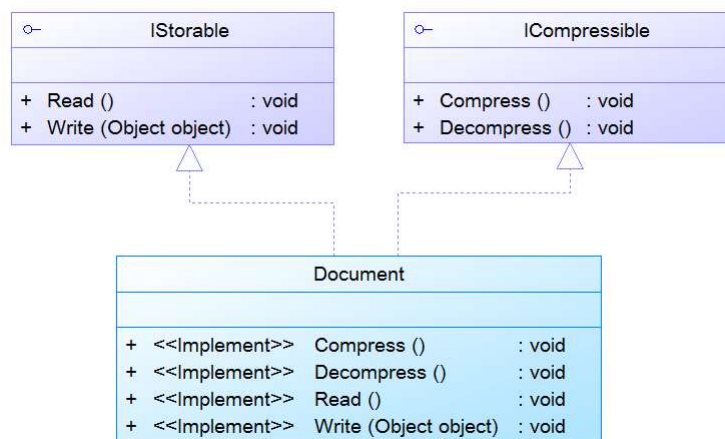 IStorable
+ Read () : void
+ Write (Object object) : void
ICompressible
+ Compress () : void
+ Decompress () : void
Document
+ <<Implement>> Compress () : void
+ <<Implement>> Decompress () : void
+ <<Implement>> Read () : void
+ <<Implement>> Write (Object object) : void